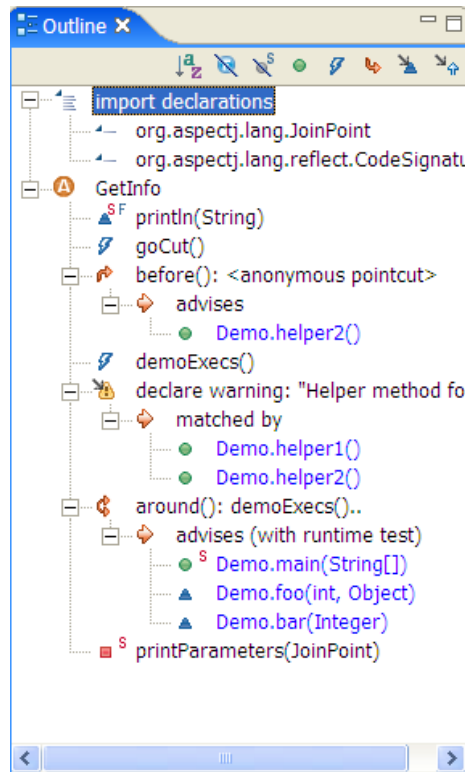 Outline
a
z
S
import declarations
org.aspectj.lang.JoinPoint
org.aspectj.lang.reflect.CodeSignatu
A GetInfo
S F println(String)
goCut()
before(): <anonymous pointcut>
advises
Demo.helper2()
demoExecs()
declare warning: "Helper method fo
matched by
Demo.helper1()
Demo.helper2()
around(): demoExecs()..
advises (with runtime test)
S Demo.main(String[])
Demo.foo(int, Object)
Demo.bar(Integer)
S printParameters(JoinPoint)